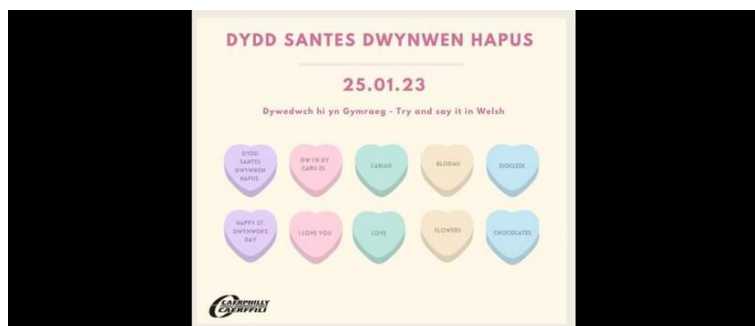 DYDD SANTES DWYNWEN HAPUS
25.01.23
Dywedwch hi yn Gymraeg - Try and say it in Welsh
DYDD
SANTES
DWYNWEN
HAPUS
DW I'N DY
CARU DI
CARIAD
BLODAU
SIOCLEDI
HAPPY ST.
DWYNWEN'S
DAY
I LOVE YOU
LOVE
FLOWERS
CHOCOLATES
CAERPHILLY
CAERFFILI